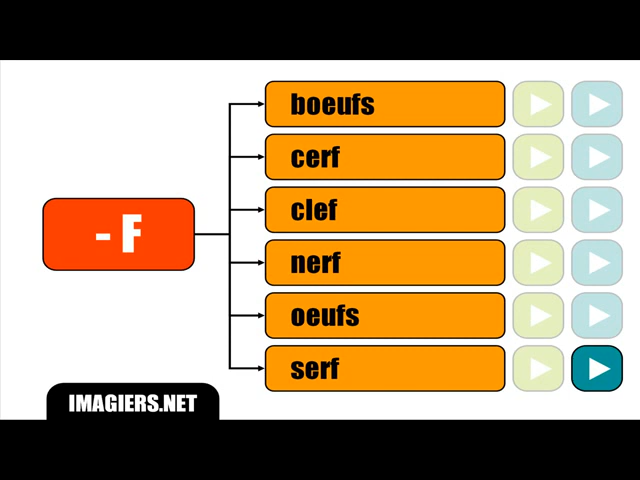 - F
boeufs
cerf
clef
nerf
oeufs
serf
IMAGIERS.NET